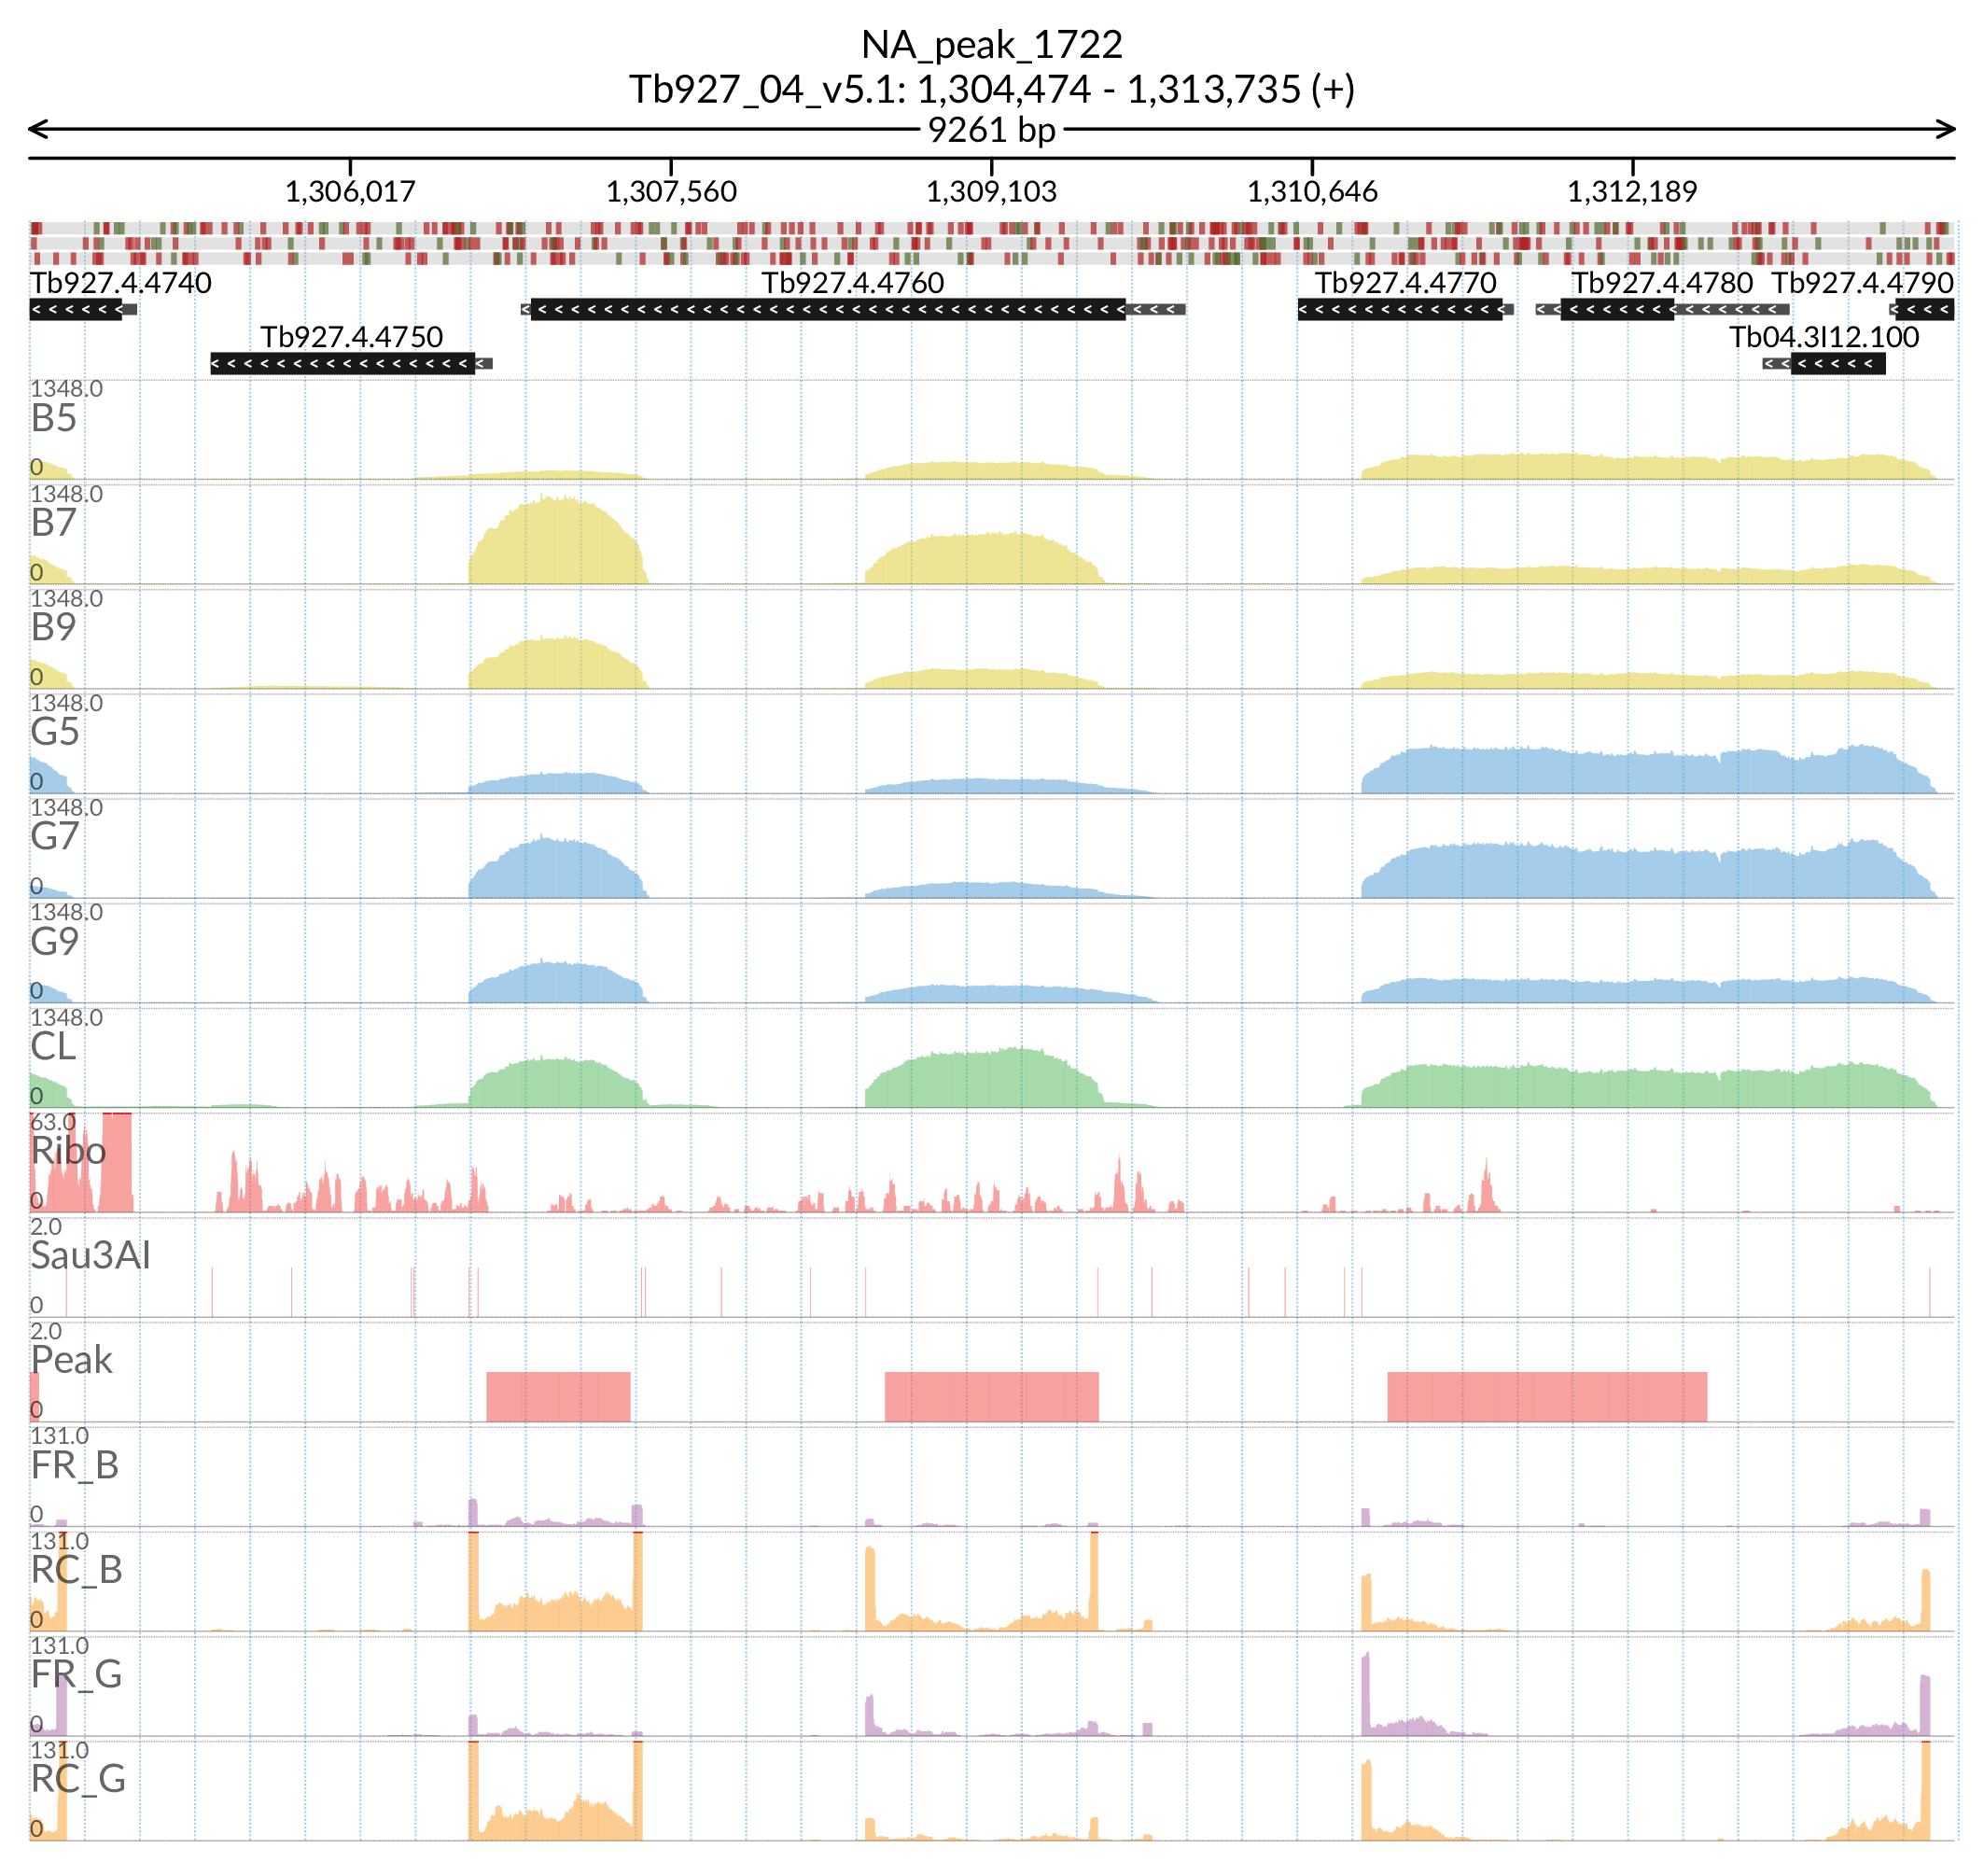 NA_peak_1722
Tb927_04_v5.1: 1,304,474 - 1,313,735 (+)
9261 bp
1,306,017 1,307,560 1,309,103 1,310,646 1,312,189
Tb927.4.4740 Tb927.4.4760 Tb927.4.4770 Tb927.4.4780 Tb927.4.4790
Tb927.4.4750 Tb04.3I12.100
1348.0
B5
0
1348.0
B7
0
1348.0
B9
0
1348.0
G5
0
1348.0
G7
0
1348.0
G9
0
1348.0
CL
0
63.0
Ribo
0
2.0
Sau3AI
0
2.0
Peak
0
131.0
FR_B
0
131.0
RC_B
0
131.0
FR_G
0
131.0
RC_G
0